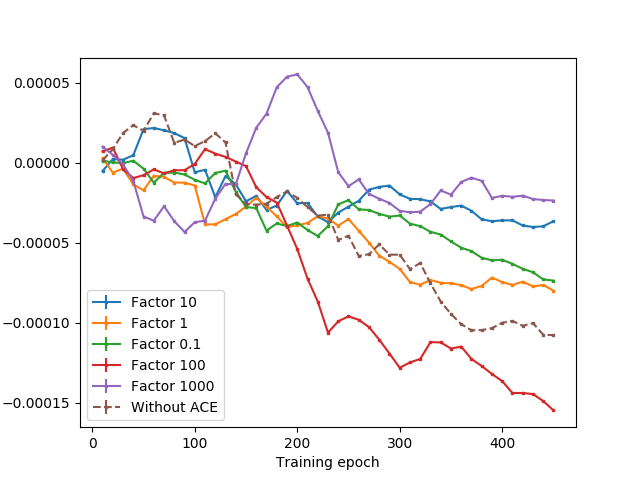 0.00005
0.00000
−0.00005
−0.00010
−0.00015
Factor 10
Factor 1
Factor 0.1
Factor 100
Factor 1000
Without ACE
0 100 200 300 400
Training epoch